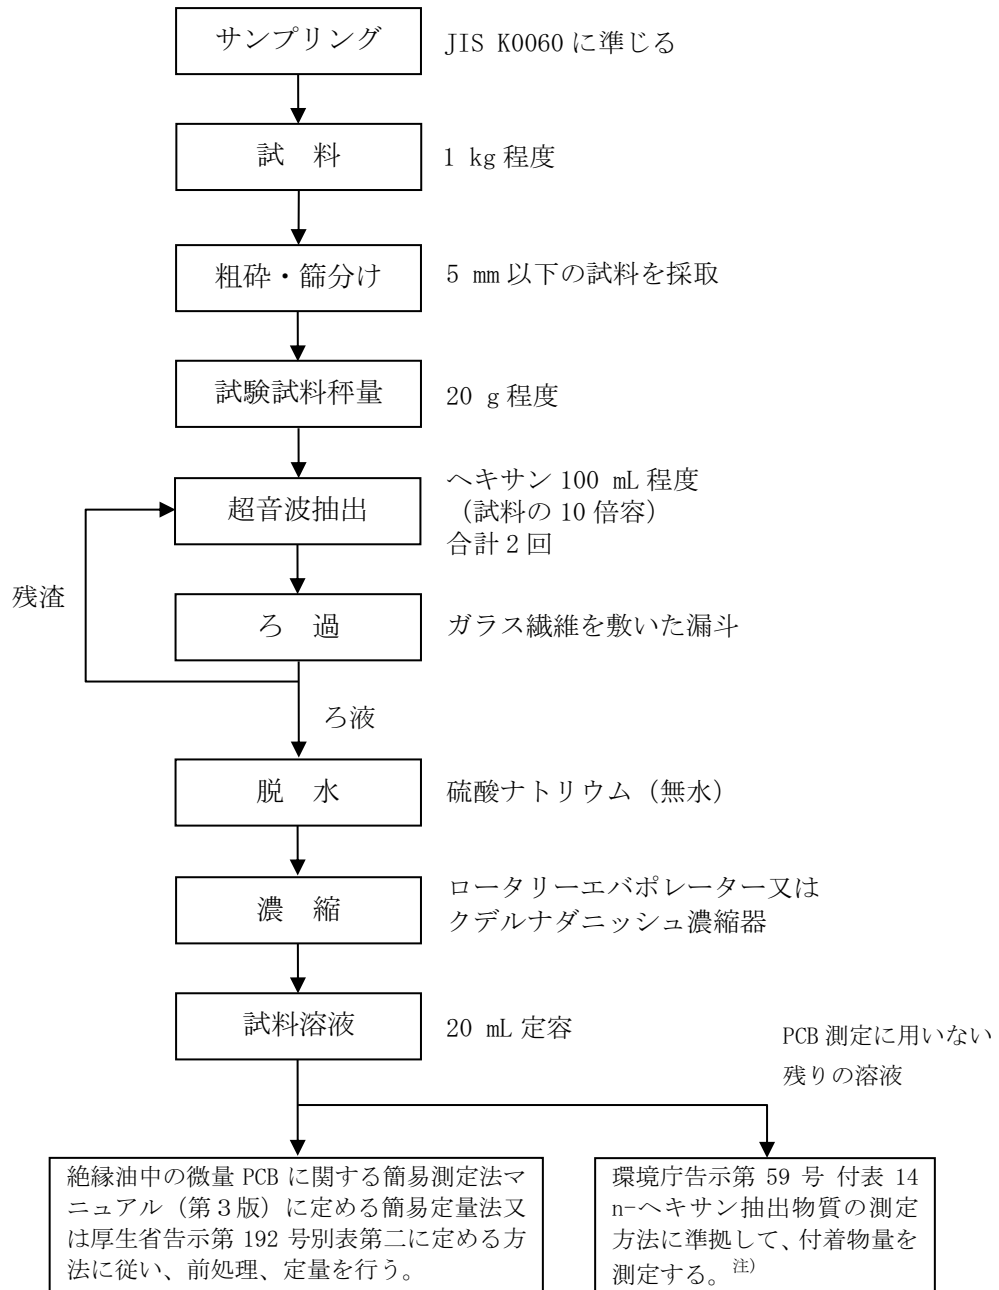 サンプリング
JIS K0060 に準じる
試　料
1 kg 程度
粗砕・篩分け
5 mm 以下の試料を採取
試験試料秤量
20 g 程度
超音波抽出
ヘキサン 100 mL 程度
（試料の 10 倍容）
合計 2 回
残渣
ろ　過
ガラス繊維を敷いた漏斗
ろ液
脱　水
硫酸ナトリウム（無水）
濃　縮
ロータリーエバポレーター又は
クデルナダニッシュ濃縮器
試料溶液
20 mL 定容
PCB 測定に用いない
残りの溶液
絶縁油中の微量 PCB に関する簡易測定法マ
ニュアル（第３版）に定める簡易定量法又
は厚生省告示第 192 号別表第二に定める方
法に従い、前処理、定量を行う。
環境庁告示第 59 号 付表 14
n-ヘキサン抽出物質の測定
方法に準拠して、付着物量を
測定する。注)